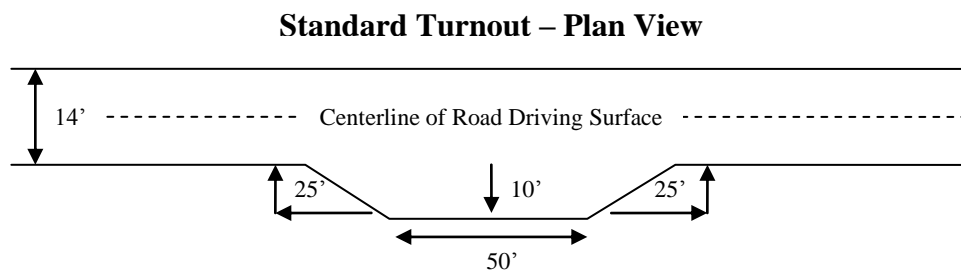 Standard Turnout – Plan View
14’
Centerline of Road Driving Surface
25’
10’
25’
50’